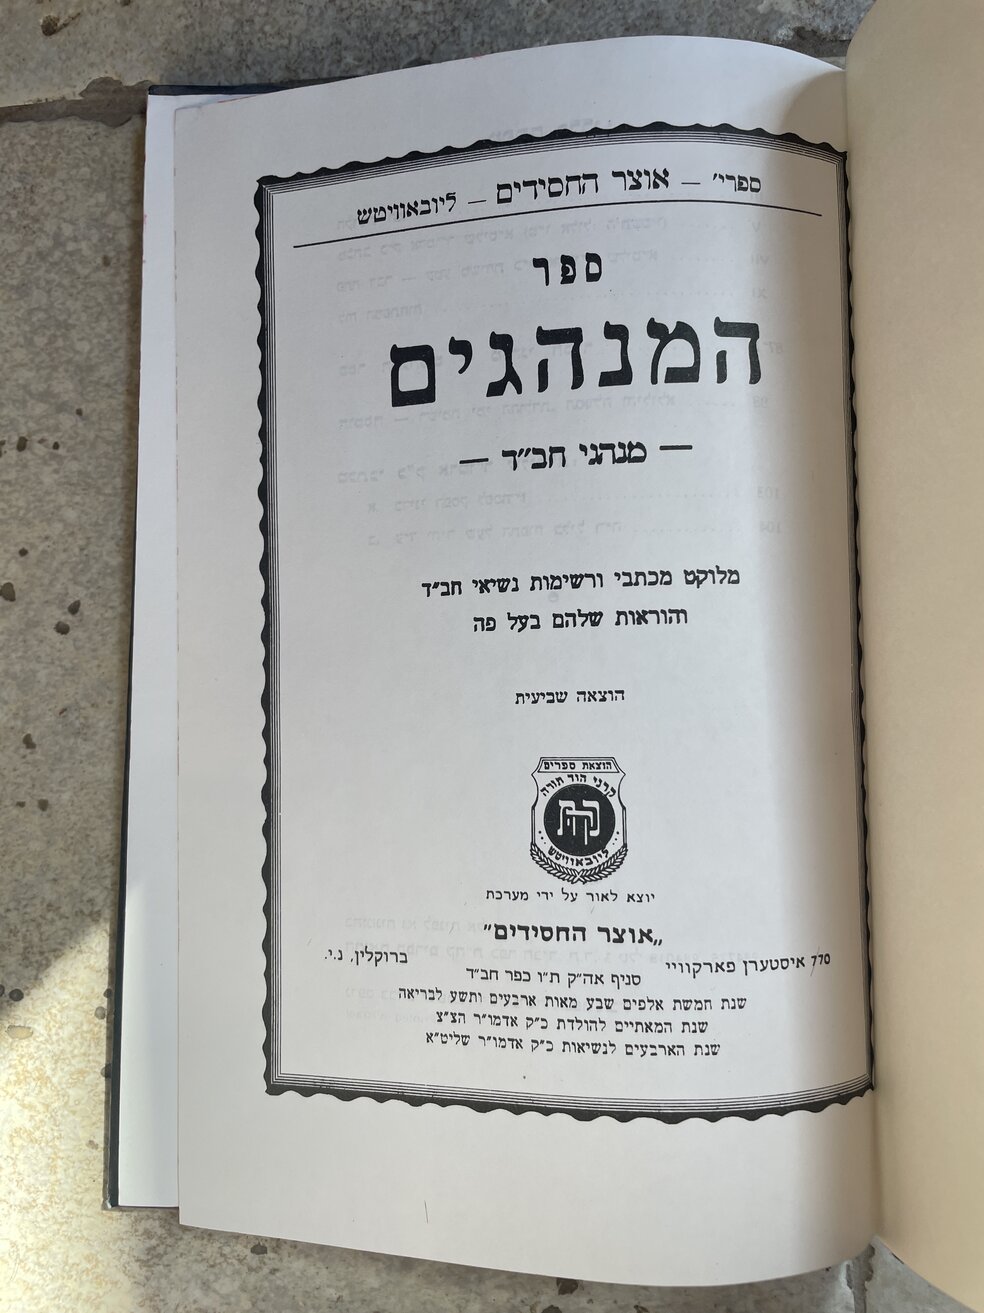 ספרי׳ — אוצר החסידים — ליובאוויטש
ספר
המנהגים
— מנהגי חב״ד —
מלוקט מכתבי ורשימות נשיאי חב״ד
והוראות שלהם בעל פה
הוצאה שביעית
הוצאת ספרים
קרני הוד תורה
קה״ת
ליובאוויטש
יוצא לאור על ידי מערכת
„אוצר החסידים״
770 איסטערן פארקוויי ברוקלין, נ.י.
סניף אה״ק ת״ו כפר חב״ד
שנת חמשת אלפים שבע מאות ארבעים ותשע לבריאה
שנת המאתיים להולדת כ״ק אדמו״ר הצ״צ
שנת הארבעים לנשיאות כ״ק אדמו״ר שליט״א